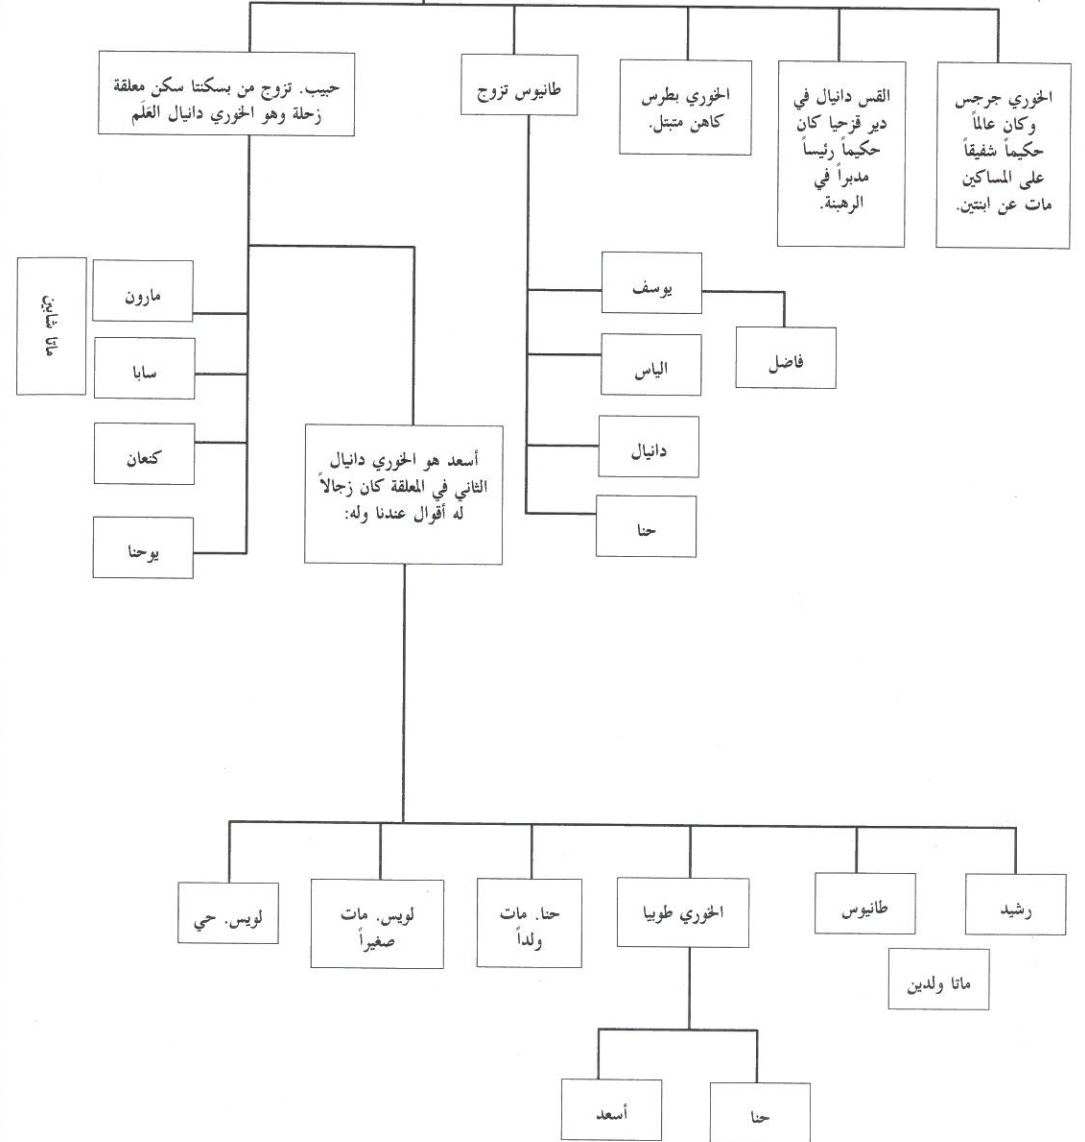 الخوري جرجس
وكان عالماً
حكيماً شفيقاً
على المساكين
مات عن ابنتين.
القس دانيال في
دير قزحيا كان
حكيماً رئيساً
مدبراً في
الرهبنة.
الخوري بطرس
كاهن متبتل.
طانيوس تزوج
حبيب. تزوج من بسكنتا سكن معلقة
زحلة وهو الخوري دانيال العَلَم
يوسف
فاضل
الياس
دانيال
حنا
مارون
سابا
ماتا شابين
كنعان
يوحنا
أسعد هو الخوري دانيال
الثاني في المعلقة كان زجالاً
له أقوال عندنا وله:
رشيد
طانيوس
ماتا ولدين
الخوري طوبيا
حنا. مات
ولداً
لويس. مات
صغيراً
لويس. حي
حنا
أسعد